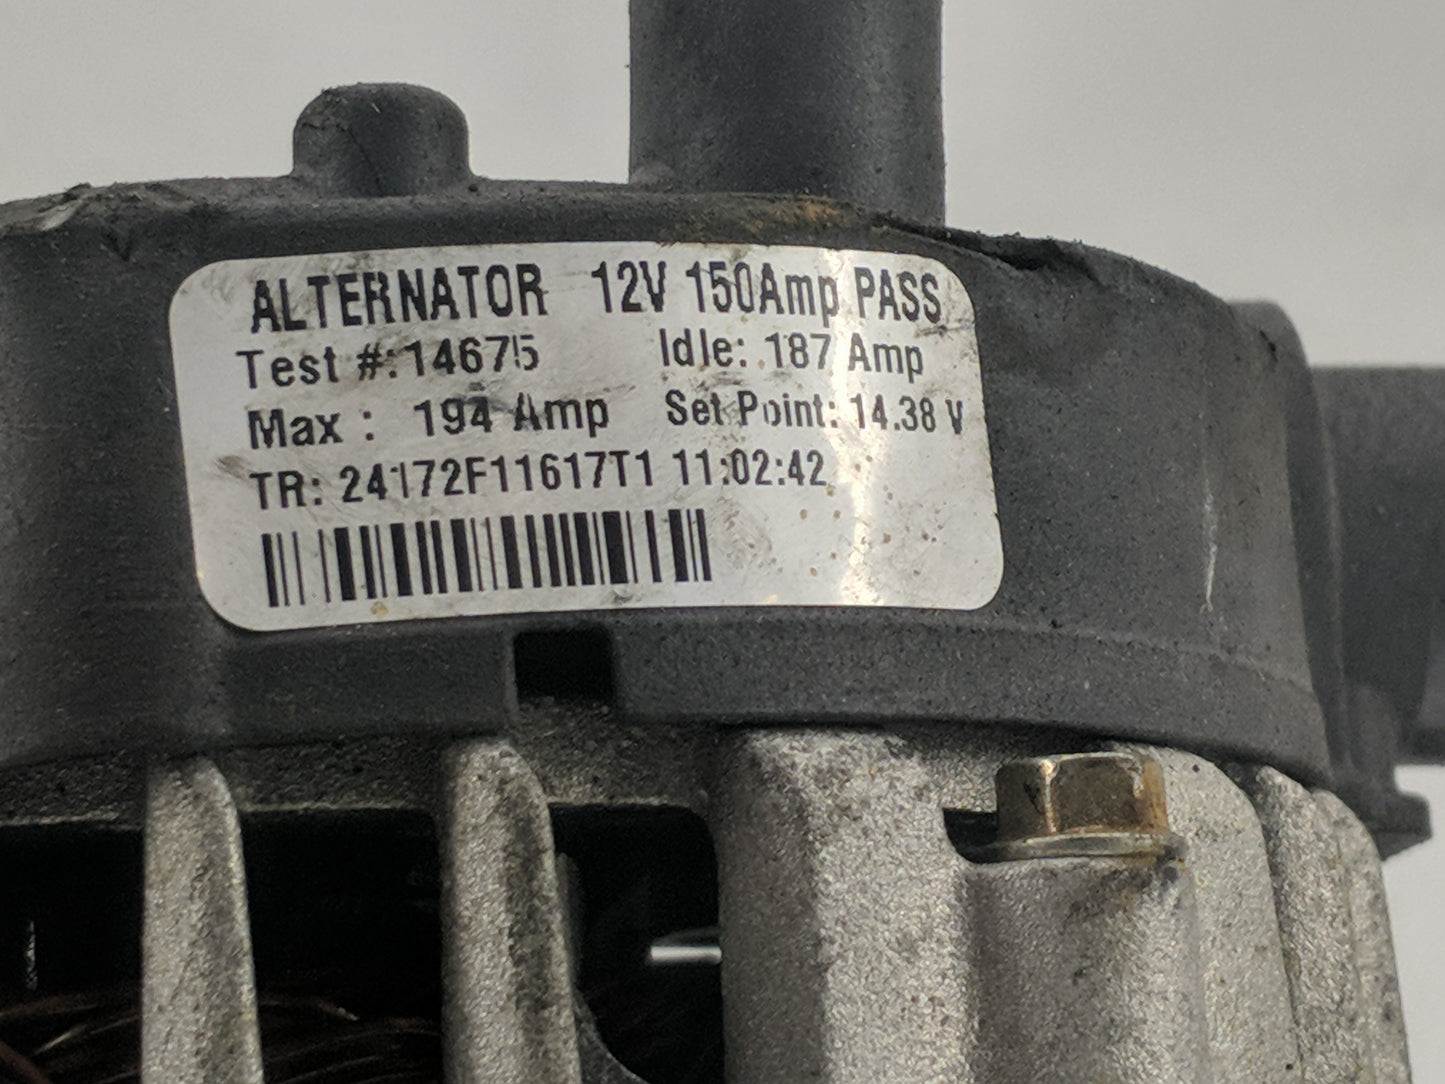 ALTERNATOR 12V 150Amp PASS
Test #: 14675 Idle: 187 Amp
Max : 194 Amp Set Point: 14.38 V
TR: 24172F11617T1 11:02:42